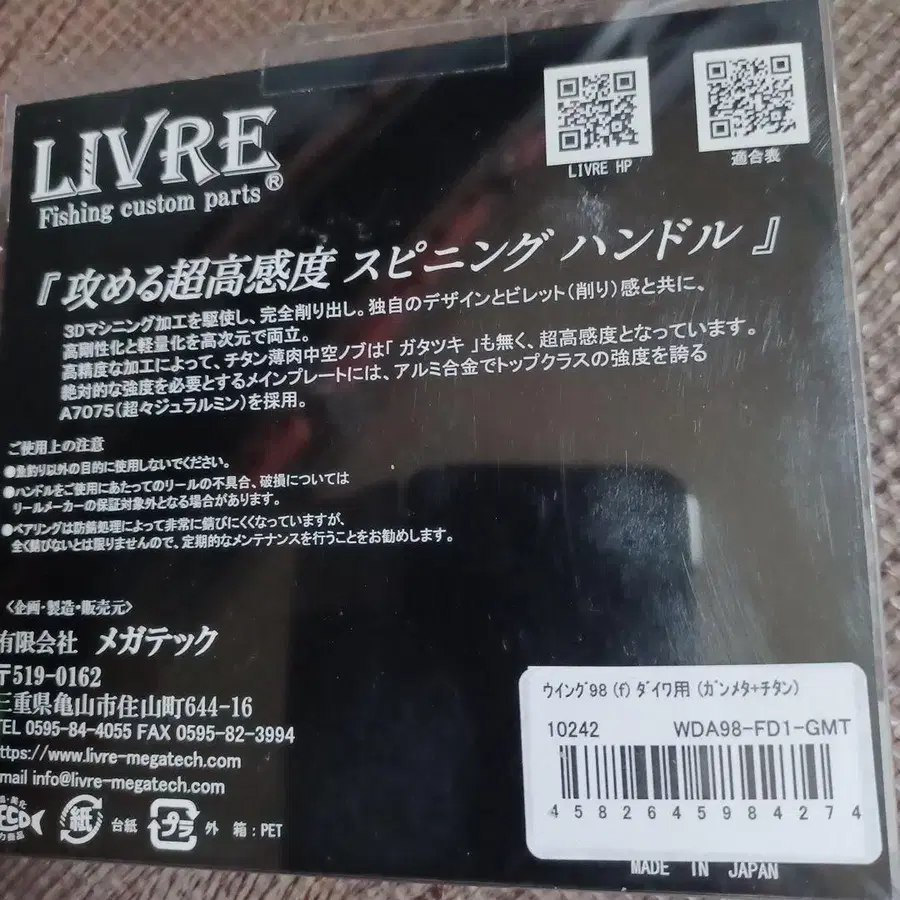 LIVRE
Fishing custom parts®
LIVRE HP
適合表
『攻める超高感度 スピニング ハンドル』
3Dマシニング加工を駆使し、完全削り出し。独自のデザインとビレット(削り)感と共に、
高剛性化と軽量化を高次元で両立。
高精度な加工によって、チタン薄肉中空ノブは「ガタツキ」も無く、超高感度となっています。
絶対的な強度を必要とするメインプレートには、アルミ合金でトップクラスの強度を誇る
A7075(超々ジュラルミン)を採用。
ご使用上の注意
●魚釣り以外の目的に使用しないでください。
●ハンドルをご使用にあたってのリールの不具合、破損については
リールメーカーの保証対象外となる場合があります。
●ベアリングは防錆処理によって非常に錆びにくくなっていますが、
全く錆びないとは限りませんので、定期的なメンテナンスを行うことをお勧めします。
<企画・製造・販売元>
有限会社 メガテック
〒519-0162
三重県亀山市住山町644-16
TEL 0595-84-4055 FAX 0595-82-3994
ttps://www.livre-megatech.com
mail info@livre-megatech.com
ECO
紙 台紙 プラ 外 箱:PET
ウイング98 (f) ダイワ用 (ガンメタ+チタン)
10242 WDA98-FD1-GMT
4582645984274
MADE IN JAPAN